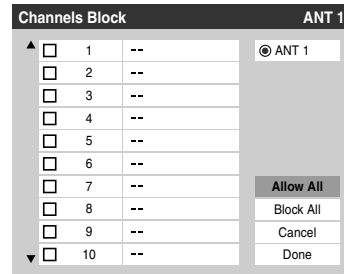 Channels Block ANT 1
1 -- ANT 1
2 --
3 --
4 --
5 --
6 --
7 -- Allow All
8 -- Block All
9 -- Cancel
10 -- Done